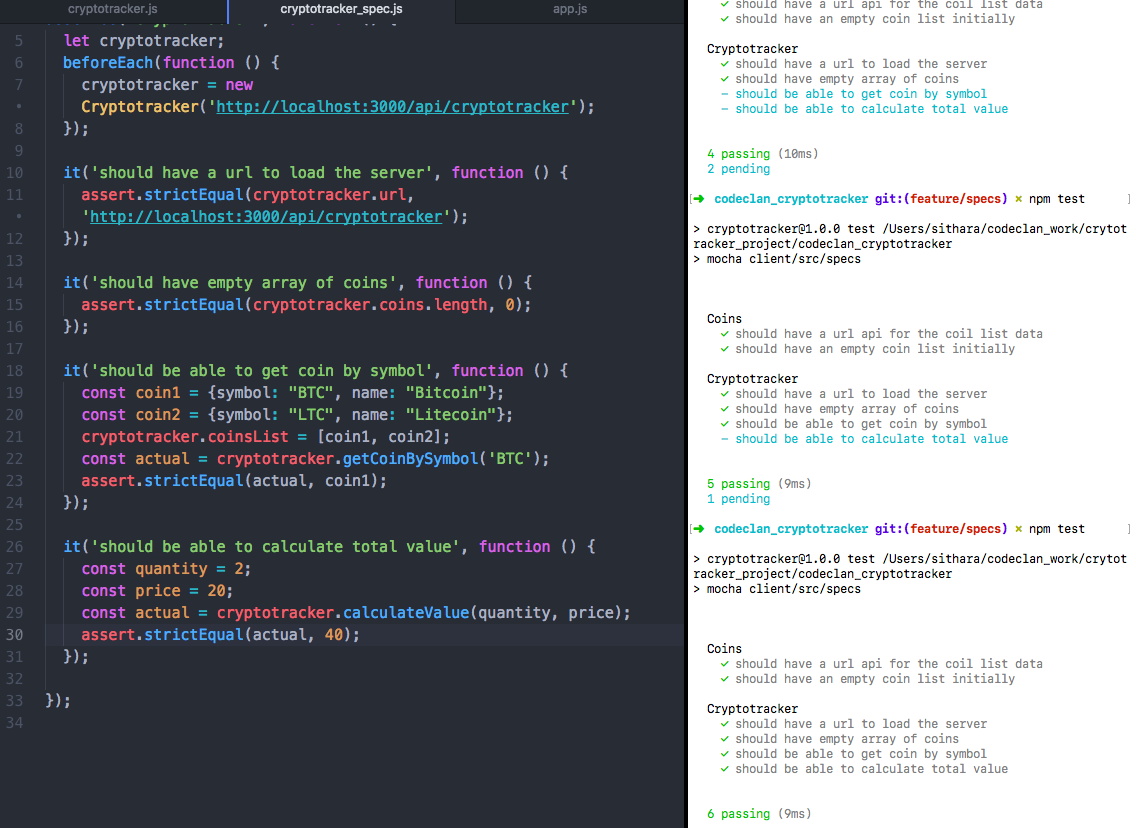 cryptotracker.js
cryptotracker_spec.js
app.js
5 let cryptotracker;
6 beforeEach(function () {
7 cryptotracker = new
• Cryptotracker('http://localhost:3000/api/cryptotracker');
8 });
9
10 it('should have a url to load the server', function () {
11 assert.strictEqual(cryptotracker.url,
• 'http://localhost:3000/api/cryptotracker');
12 });
13
14 it('should have empty array of coins', function () {
15 assert.strictEqual(cryptotracker.coins.length, 0);
16 });
17
18 it('should be able to get coin by symbol', function () {
19 const coin1 = {symbol: "BTC", name: "Bitcoin"};
20 const coin2 = {symbol: "LTC", name: "Litecoin"};
21 cryptotracker.coinsList = [coin1, coin2];
22 const actual = cryptotracker.getCoinBySymbol('BTC');
23 assert.strictEqual(actual, coin1);
24 });
25
26 it('should be able to calculate total value', function () {
27 const quantity = 2;
28 const price = 20;
29 const actual = cryptotracker.calculateValue(quantity, price);
30 assert.strictEqual(actual, 40);
31 });
32
33 });
34
✓ should have a url api for the coil list data
✓ should have an empty coin list initially
Cryptotracker
✓ should have a url to load the server
✓ should have empty array of coins
– should be able to get coin by symbol
– should be able to calculate total value
4 passing (10ms)
2 pending
[➜ codeclan_cryptotracker git:(feature/specs) × npm test ]
> cryptotracker@1.0.0 test /Users/sithara/codeclan_work/crytot
racker_project/codeclan_cryptotracker
> mocha client/src/specs
Coins
✓ should have a url api for the coil list data
✓ should have an empty coin list initially
Cryptotracker
✓ should have a url to load the server
✓ should have empty array of coins
✓ should be able to get coin by symbol
– should be able to calculate total value
5 passing (9ms)
1 pending
[➜ codeclan_cryptotracker git:(feature/specs) × npm test ]
> cryptotracker@1.0.0 test /Users/sithara/codeclan_work/crytot
racker_project/codeclan_cryptotracker
> mocha client/src/specs
Coins
✓ should have a url api for the coil list data
✓ should have an empty coin list initially
Cryptotracker
✓ should have a url to load the server
✓ should have empty array of coins
✓ should be able to get coin by symbol
✓ should be able to calculate total value
6 passing (9ms)